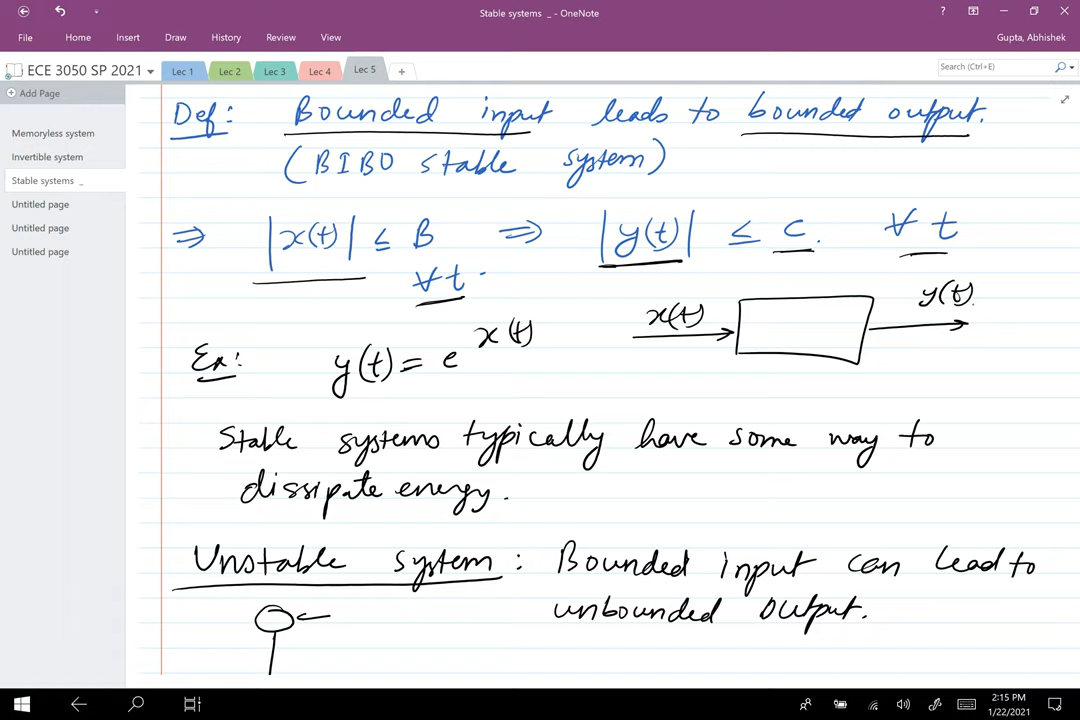 Stable systems _ - OneNote
File Home Insert Draw History Review View
Gupta, Abhishek
ECE 3050 SP 2021
Lec 1 Lec 2 Lec 3 Lec 4 Lec 5
Search (Ctrl+E)
Add Page
Memoryless system
Invertible system
Stable systems _
Untitled page
Untitled page
Untitled page
Def: Bounded input leads to bounded output.
(BIBO stable system)
⇒ |x(t)| ≤ B ⇒ |y(t)| ≤ c. ∀ t
∀ t
x(t) y(t)
Ex: y(t) = e^x(t)
Stable systems typically have some way to
dissipate energy.
Unstable system: Bounded input can lead to
unbounded output.
2:15 PM
1/22/2021